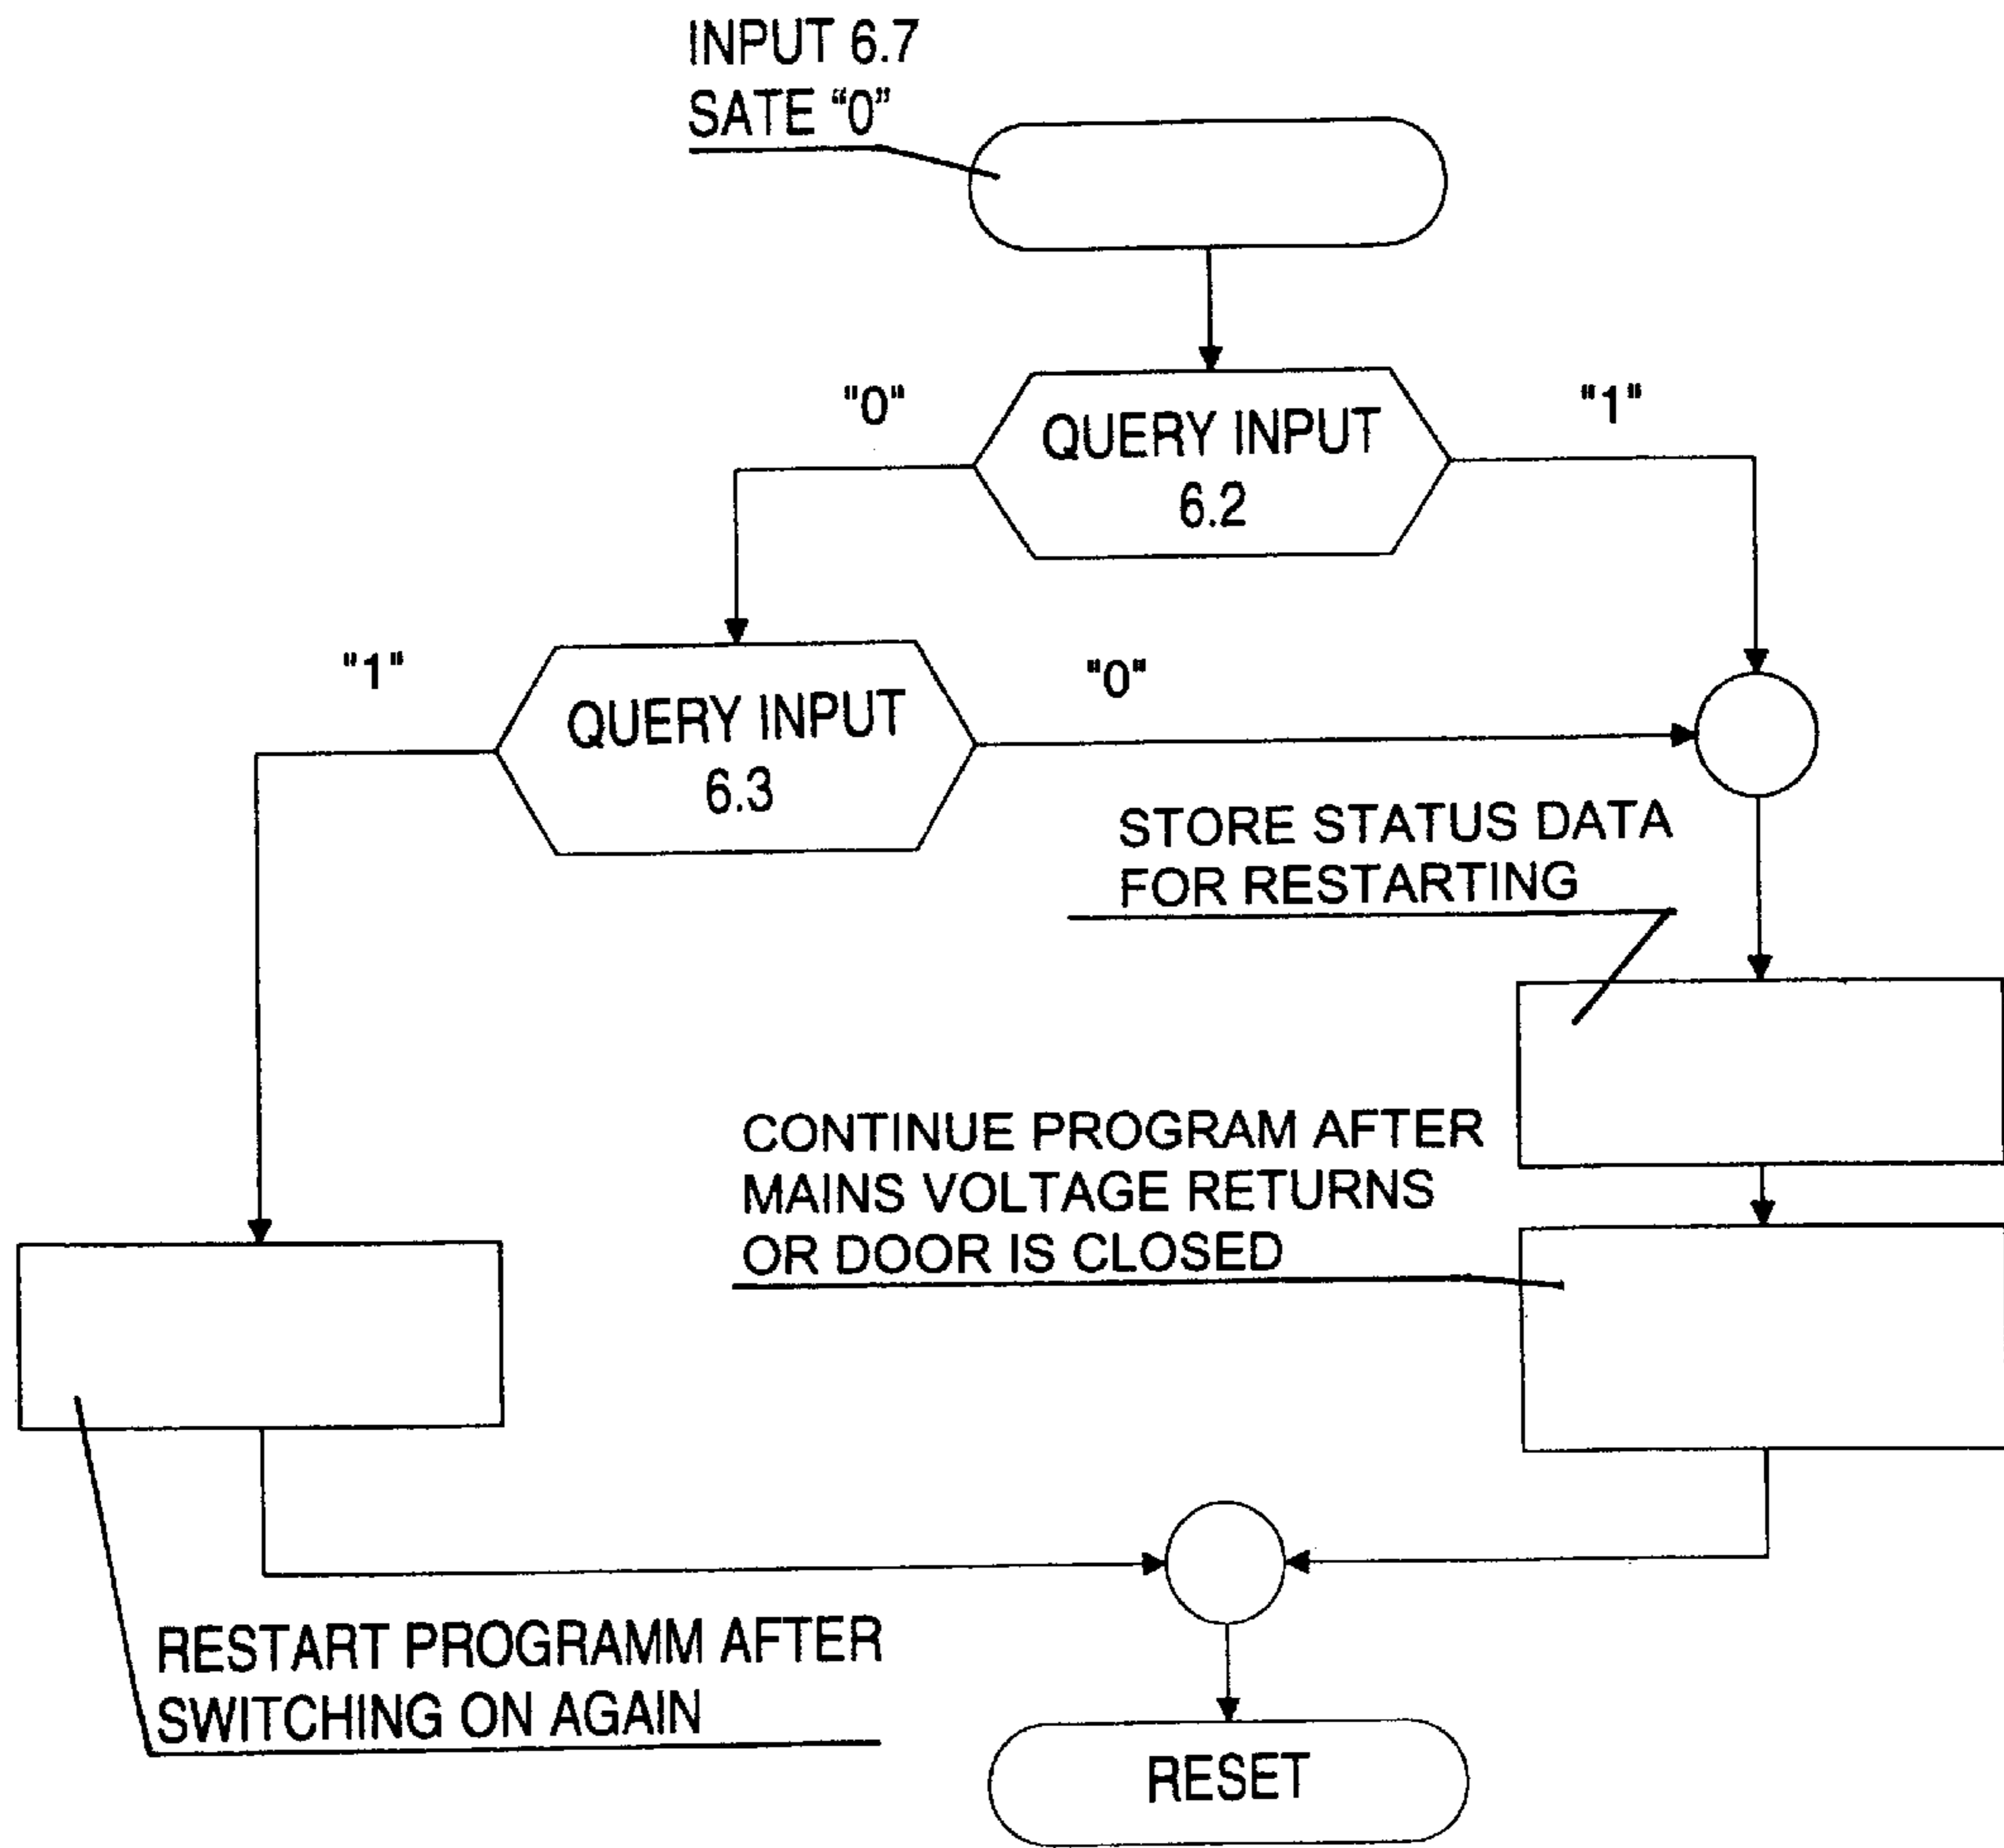 INPUT 6.7
SATE "0"
"0"
QUERY INPUT
6.2
"1"
"1"
QUERY INPUT
6.3
"0"
STORE STATUS DATA
FOR RESTARTING
CONTINUE PROGRAM AFTER
MAINS VOLTAGE RETURNS
OR DOOR IS CLOSED
RESTART PROGRAMM AFTER
SWITCHING ON AGAIN
RESET